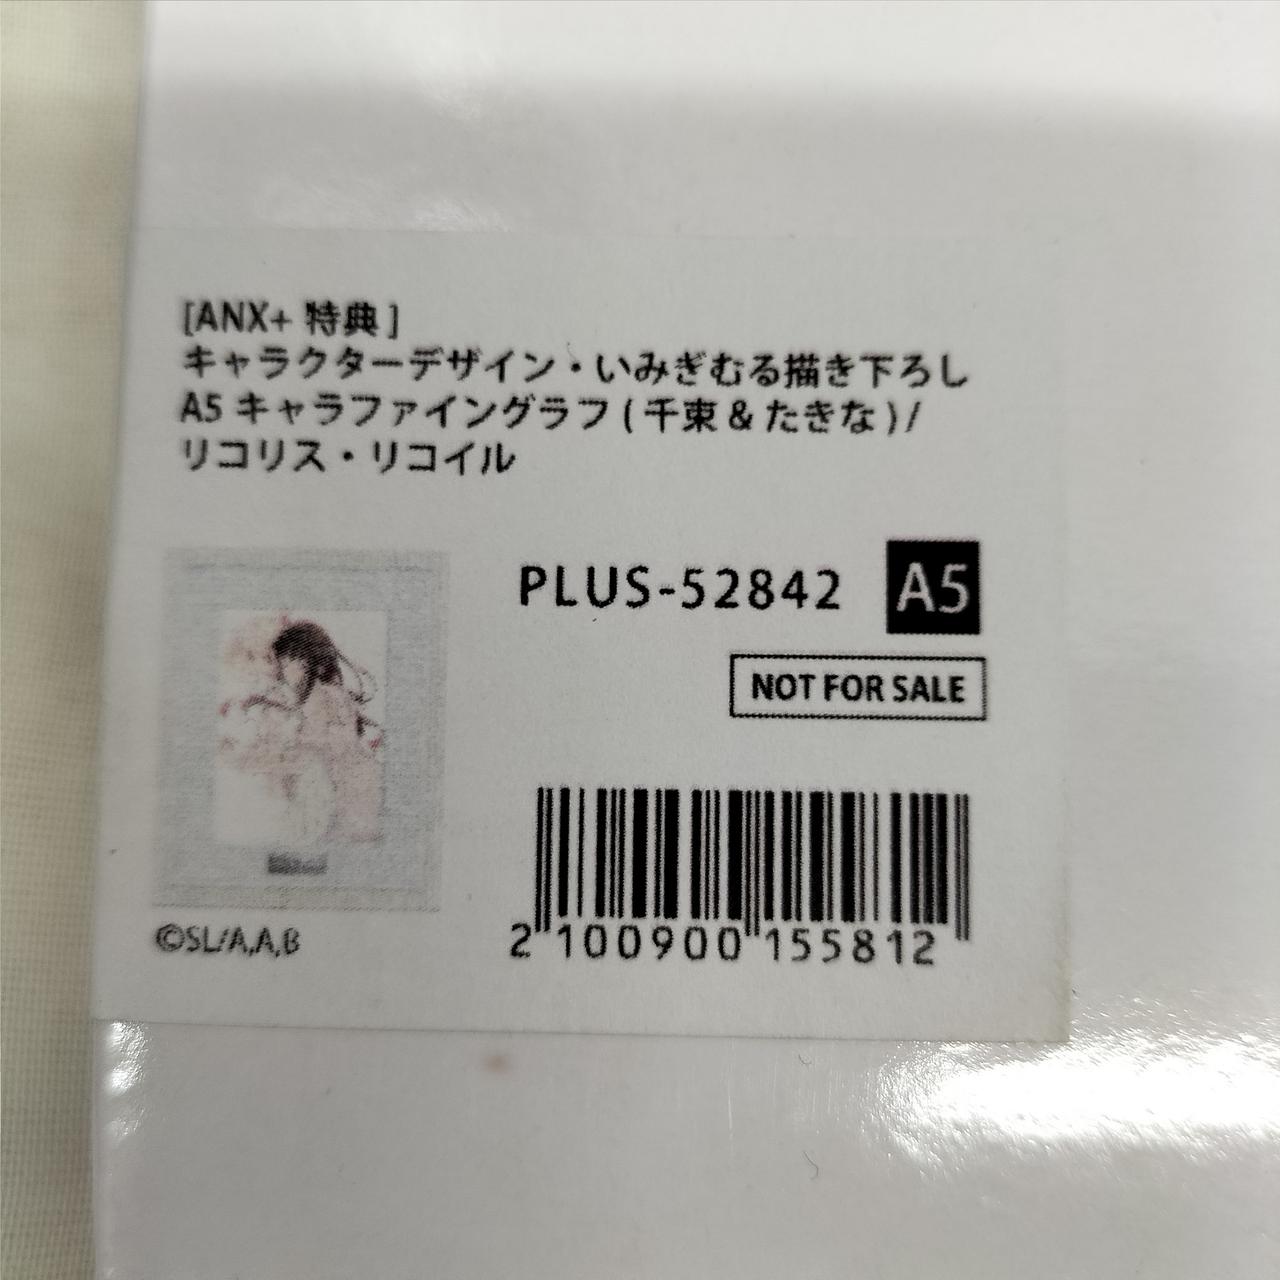 [ANX+ 特典]
キャラクターデザイン・いみぎむる描き下ろし
A5 キャラファイングラフ(千束&たきな)/
リコリス・リコイル
PLUS-52842
A5
NOT FOR SALE
2 100900 155812
©SL/A,A,B